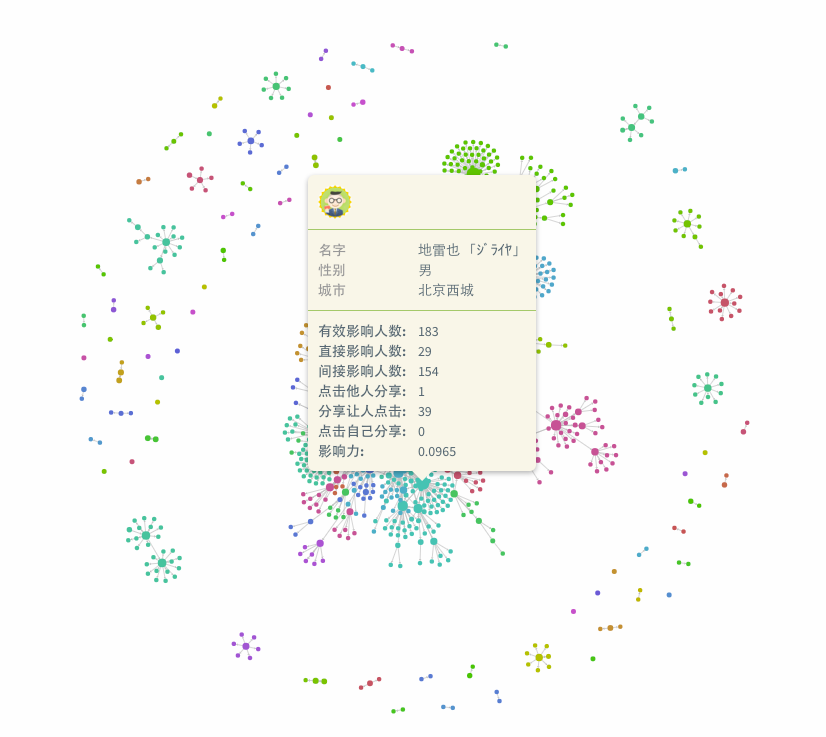 名字 地雷也「ｼﾞﾗｲﾔ」
性别 男
城市 北京西城
有效影响人数: 183
直接影响人数: 29
间接影响人数: 154
点击他人分享: 1
分享让人点击: 39
点击自己分享: 0
影响力: 0.0965